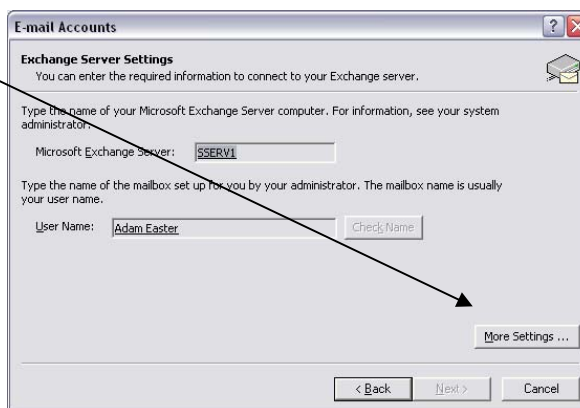 E-mail Accounts
Exchange Server Settings
You can enter the required information to connect to your Exchange server.
Type the name of your Microsoft Exchange Server computer. For information, see your system
administrator.
Microsoft Exchange Server: SSERV1
Type the name of the mailbox set up for you by your administrator. The mailbox name is usually
your user name.
User Name: Adam Easter Check Name
More Settings ...
< Back Next > Cancel